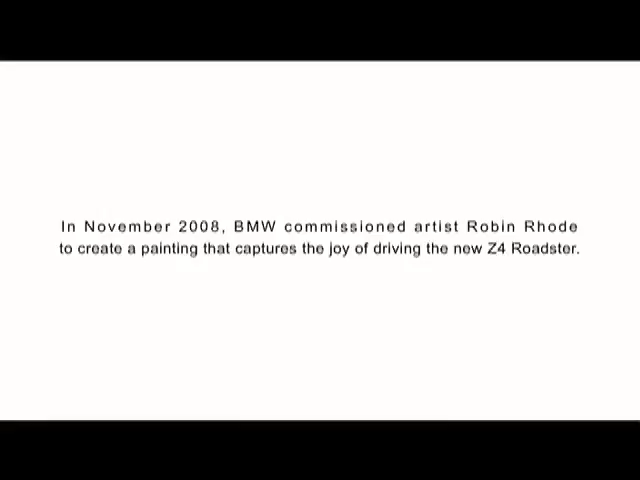 In November 2008, BMW commissioned artist Robin Rhode
to create a painting that captures the joy of driving the new Z4 Roadster.